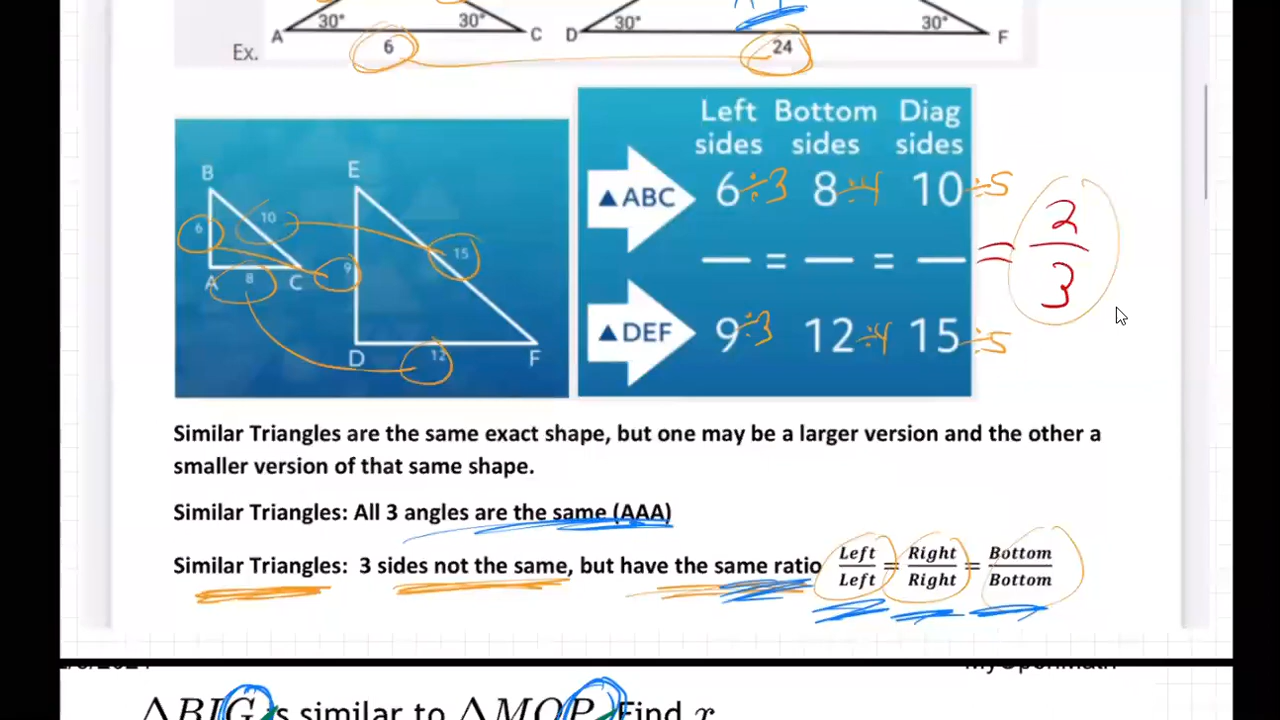 A 30° 30° C D 30° 30° F
Ex. 6 24
B E
6 10 9 15
A 8 C
D 12 F
Left Bottom Diag
sides sides sides
▲ABC 6 ÷3 8 ÷4 10 ÷5
= = = 2/3
▲DEF 9 ÷3 12 ÷4 15 ÷5
Similar Triangles are the same exact shape, but one may be a larger version and the other a
smaller version of that same shape.
Similar Triangles: All 3 angles are the same (AAA)
Similar Triangles: 3 sides not the same, but have the same ratio Left/Left = Right/Right = Bottom/Bottom
MyOpenMath
△BIG is similar to △MOP. Find x